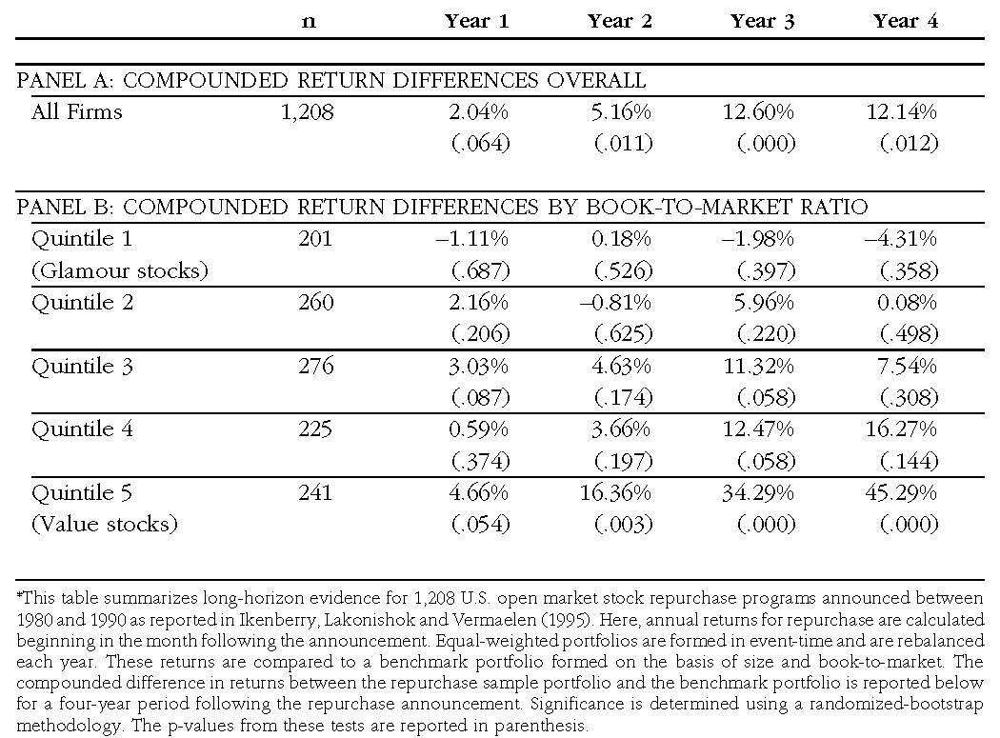 n Year 1 Year 2 Year 3 Year 4
PANEL A: COMPOUNDED RETURN DIFFERENCES OVERALL
All Firms 1,208 2.04% 5.16% 12.60% 12.14%
(.064) (.011) (.000) (.012)
PANEL B: COMPOUNDED RETURN DIFFERENCES BY BOOK-TO-MARKET RATIO
Quintile 1 201 –1.11% 0.18% –1.98% –4.31%
(Glamour stocks) (.687) (.526) (.397) (.358)
Quintile 2 260 2.16% –0.81% 5.96% 0.08%
(.206) (.625) (.220) (.498)
Quintile 3 276 3.03% 4.63% 11.32% 7.54%
(.087) (.174) (.058) (.308)
Quintile 4 225 0.59% 3.66% 12.47% 16.27%
(.374) (.197) (.058) (.144)
Quintile 5 241 4.66% 16.36% 34.29% 45.29%
(Value stocks) (.054) (.003) (.000) (.000)
*This table summarizes long-horizon evidence for 1,208 U.S. open market stock repurchase programs announced between
1980 and 1990 as reported in Ikenberry, Lakonishok and Vermaelen (1995). Here, annual returns for repurchase are calculated
beginning in the month following the announcement. Equal-weighted portfolios are formed in event-time and are rebalanced
each year. These returns are compared to a benchmark portfolio formed on the basis of size and book-to-market. The
compounded difference in returns between the repurchase sample portfolio and the benchmark portfolio is reported below
for a four-year period following the repurchase announcement. Significance is determined using a randomized-bootstrap
methodology. The p-values from these tests are reported in parenthesis.